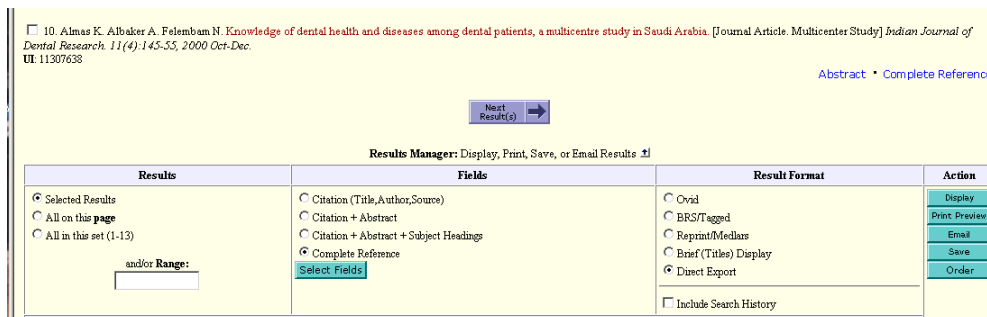 10. Almas K. Albaker A. Felembam N. Knowledge of dental health and diseases among dental patients, a multicentre study in Saudi Arabia. [Journal Article. Multicenter Study] Indian Journal of
Dental Research. 11(4):145-55, 2000 Oct-Dec.
UI: 11307638
Abstract • Complete Referenc
Next
Result(s)
Results Manager: Display, Print, Save, or Email Results
Results Fields Result Format Action
Selected Results Citation (Title,Author,Source) Ovid Display
All on this page Citation + Abstract BRS/Tagged Print Preview
All in this set (1-13) Citation + Abstract + Subject Headings Reprint/Medlars Email
Complete Reference Brief (Titles) Display Save
and/or Range: Select Fields Direct Export Order
Include Search History